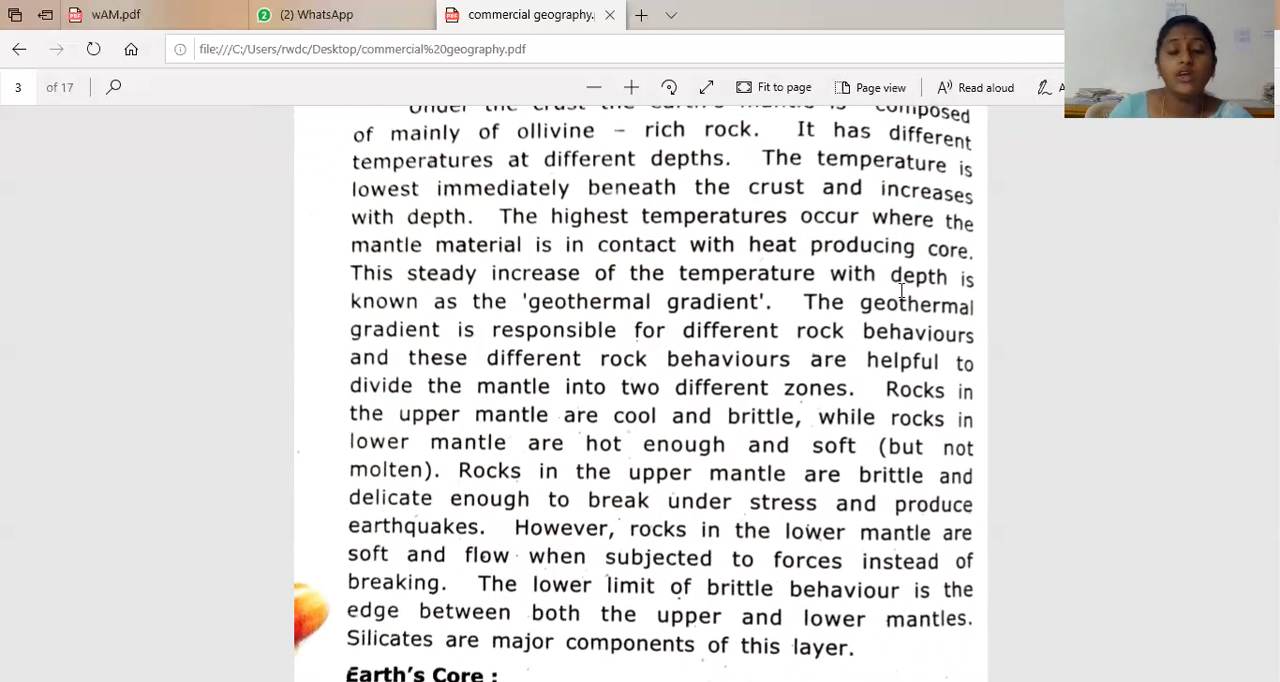 wAM.pdf
(2) WhatsApp
commercial geography.
file:///C:/Users/rwdc/Desktop/commercial%20geography.pdf
3 of 17
Fit to page
Page view
Read aloud
Under the crust the earth's mantle is composed
of mainly of ollivine – rich rock. It has different
temperatures at different depths. The temperature is
lowest immediately beneath the crust and increases
with depth. The highest temperatures occur where the
mantle material is in contact with heat producing core.
This steady increase of the temperature with depth is
known as the 'geothermal gradient'. The geothermal
gradient is responsible for different rock behaviours
and these different rock behaviours are helpful to
divide the mantle into two different zones. Rocks in
the upper mantle are cool and brittle, while rocks in
lower mantle are hot enough and soft (but not
molten). Rocks in the upper mantle are brittle and
delicate enough to break under stress and produce
earthquakes. However, rocks in the lower mantle are
soft and flow when subjected to forces instead of
breaking. The lower limit of brittle behaviour is the
edge between both the upper and lower mantles.
Silicates are major components of this layer.
Earth's Core :